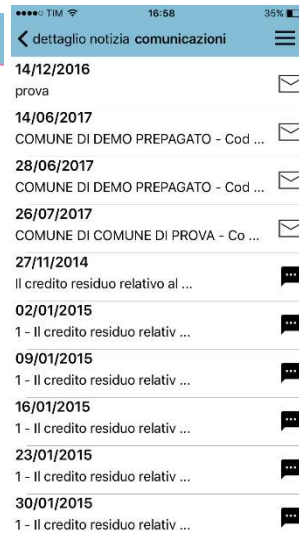 TIM 16:58 35%
dettaglio notizia comunicazioni
14/12/2016
prova
14/06/2017
COMUNE DI DEMO PREPAGATO - Cod ...
28/06/2017
COMUNE DI DEMO PREPAGATO - Cod ...
26/07/2017
COMUNE DI COMUNE DI PROVA - Co ...
27/11/2014
Il credito residuo relativo al ...
02/01/2015
1 - Il credito residuo relativ ...
09/01/2015
1 - Il credito residuo relativ ...
16/01/2015
1 - Il credito residuo relativ ...
23/01/2015
1 - Il credito residuo relativ ...
30/01/2015
1 - Il credito residuo relativ ...